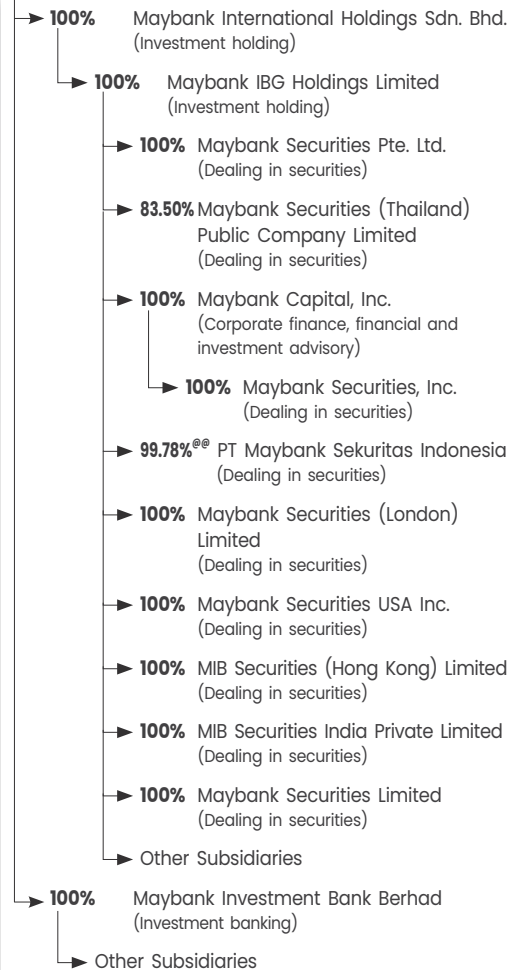 100% Maybank International Holdings Sdn. Bhd.
(Investment holding)
100% Maybank IBG Holdings Limited
(Investment holding)
100% Maybank Securities Pte. Ltd.
(Dealing in securities)
83.50% Maybank Securities (Thailand)
Public Company Limited
(Dealing in securities)
100% Maybank Capital, Inc.
(Corporate finance, financial and
investment advisory)
100% Maybank Securities, Inc.
(Dealing in securities)
99.78%@@ PT Maybank Sekuritas Indonesia
(Dealing in securities)
100% Maybank Securities (London)
Limited
(Dealing in securities)
100% Maybank Securities USA Inc.
(Dealing in securities)
100% MIB Securities (Hong Kong) Limited
(Dealing in securities)
100% MIB Securities India Private Limited
(Dealing in securities)
100% Maybank Securities Limited
(Dealing in securities)
Other Subsidiaries
100% Maybank Investment Bank Berhad
(Investment banking)
Other Subsidiaries